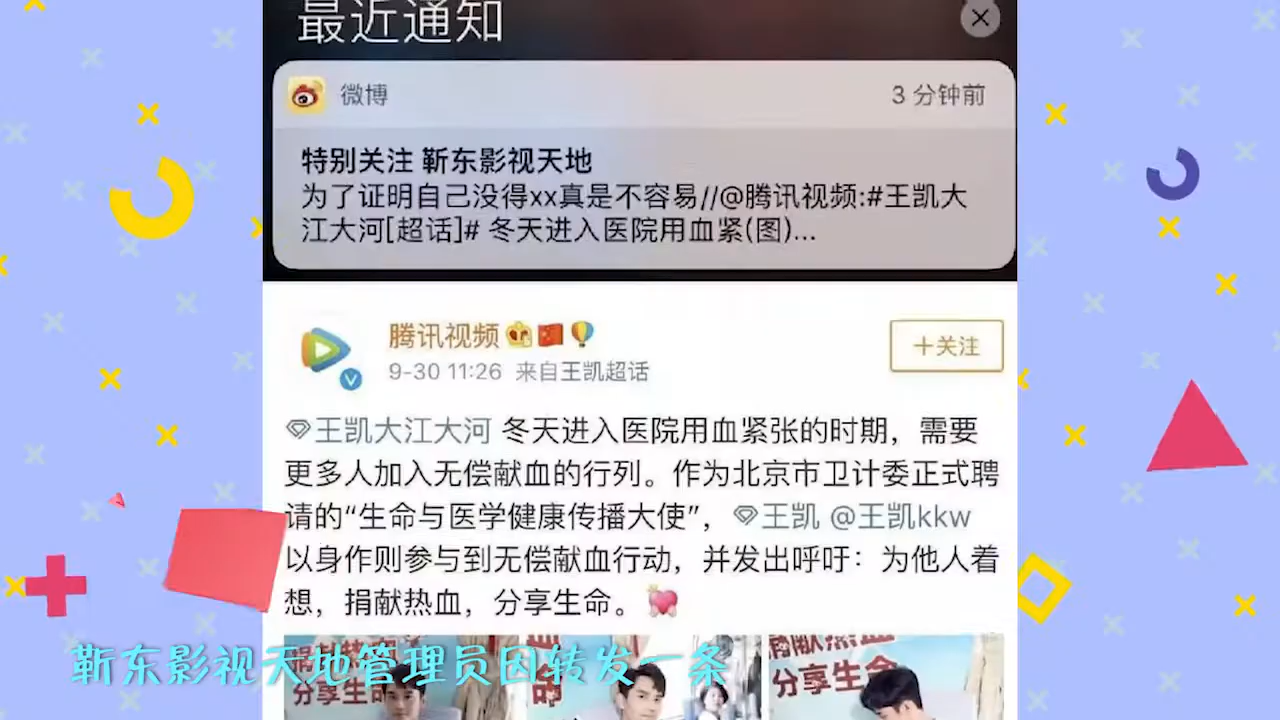 最近通知
微博
3 分钟前
特别关注 靳东影视天地
为了证明自己没得xx真是不容易//@腾讯视频:#王凯大
江大河[超话]# 冬天进入医院用血紧(图)...
腾讯视频
+关注
9-30 11:26 来自王凯超话
王凯大江大河 冬天进入医院用血紧张的时期，需要
更多人加入无偿献血的行列。作为北京市卫计委正式聘
请的“生命与医学健康传播大使”，王凯 @王凯kkw
以身作则参与到无偿献血行动，并发出呼吁：为他人着
想，捐献热血，分享生命。
捐献热血
分享生命
靳东影视天地管理员因转发一条